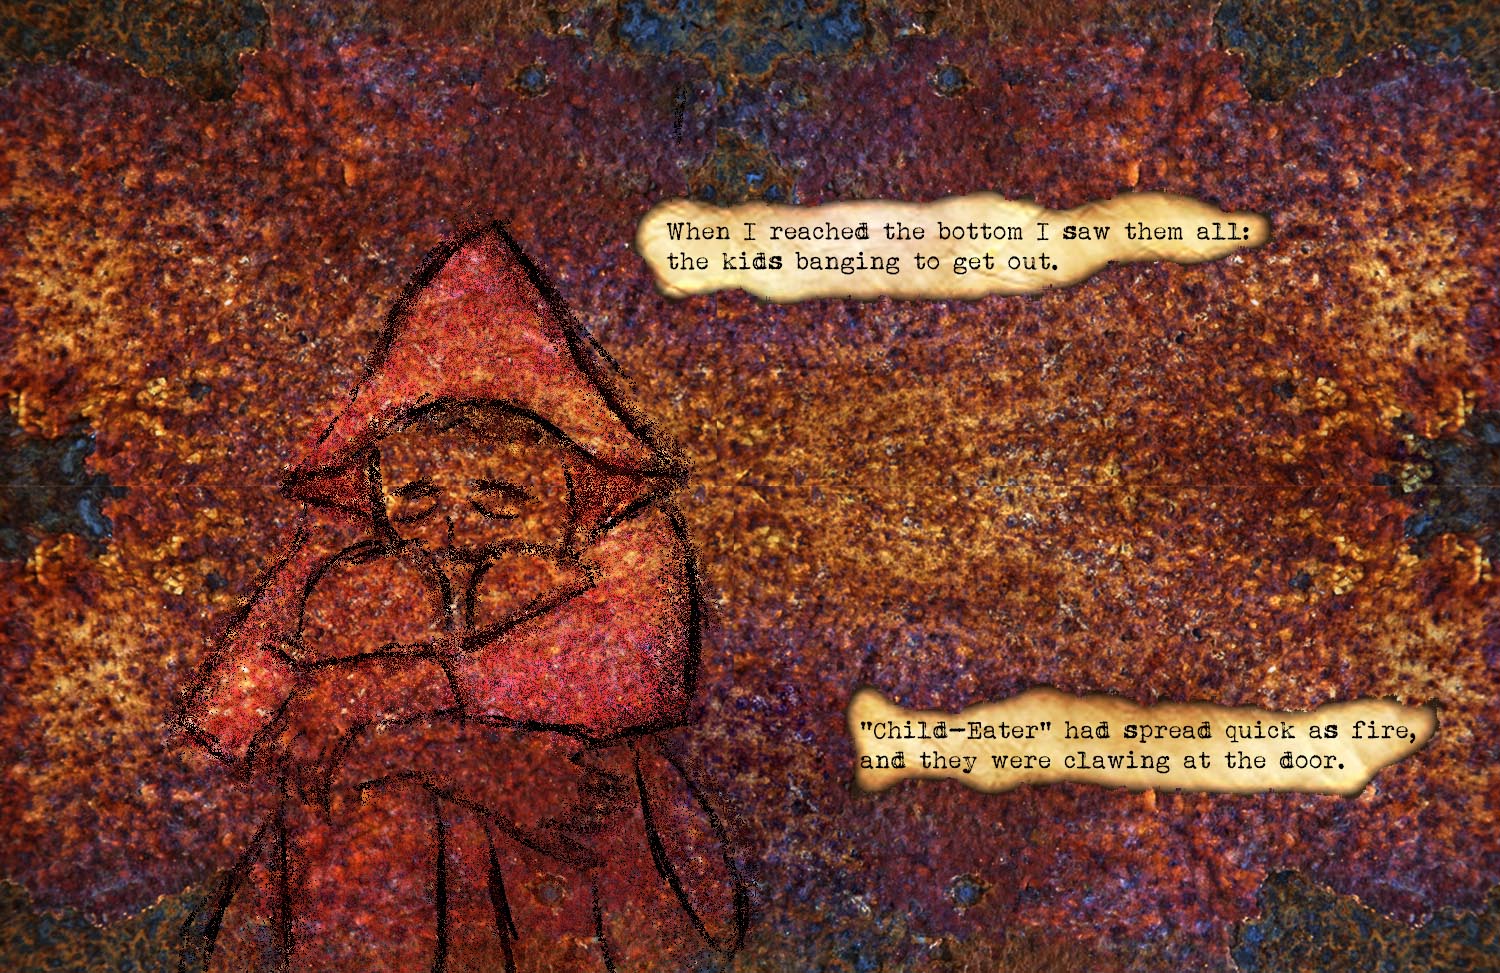 When I reached the bottom I saw them all:
the kids banging to get out.
"Child-Eater" had spread quick as fire,
and they were clawing at the door.